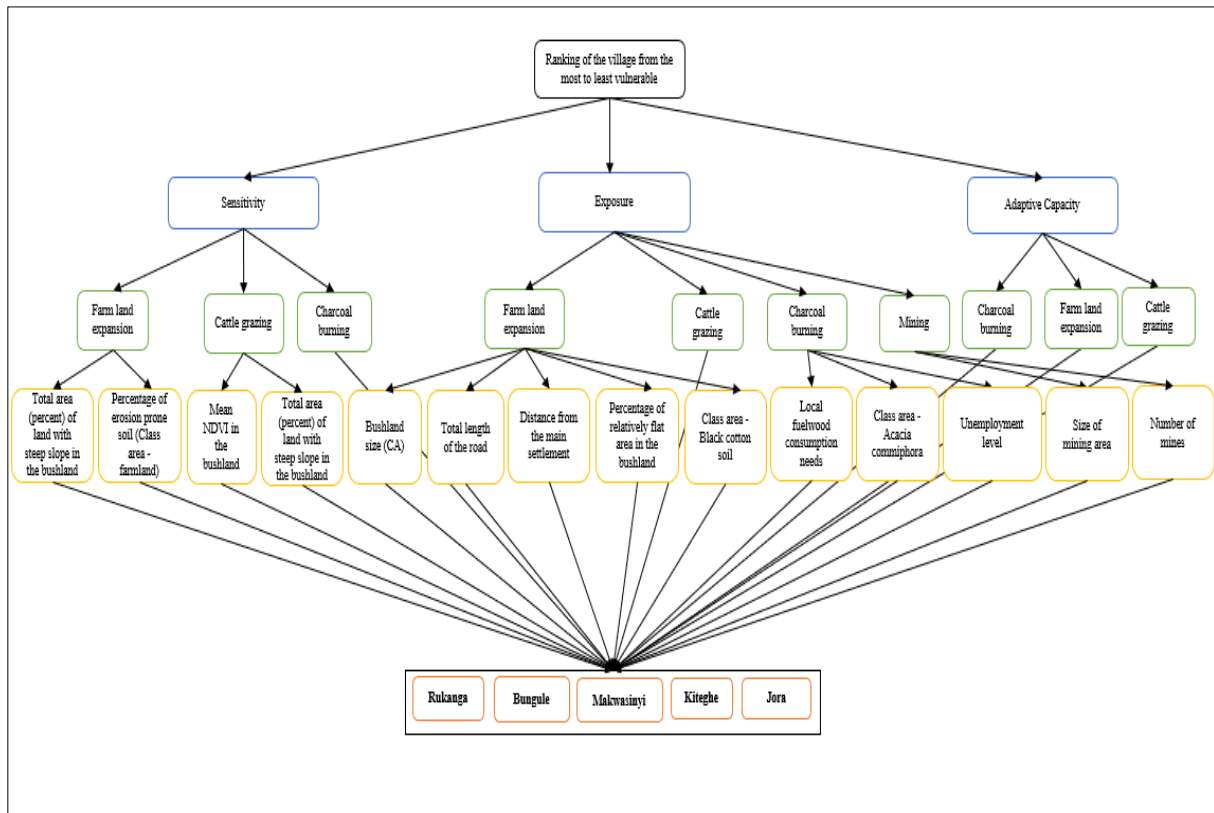 Ranking of the village from the
most to least vulnerable
Sensitivity
Exposure
Adaptive Capacity
Farm land
expansion
Cattle grazing
Charcoal
burning
Farm land
expansion
Cattle
grazing
Charcoal
burning
Mining
Charcoal
burning
Farm land
expansion
Cattle
grazing
Total area
(percent) of
land with
steep slope in
the bushland
Percentage of
erosion prone
soil (Class
area -
farmland)
Mean
NDVI in
the
bushland
Total area
(percent) of
land with
steep slope in
the bushland
Bushland
size (CA)
Total length
of the road
Distance from
the main
settlement
Percentage of
relatively flat
area in the
bushland
Class area -
Black cotton
soil
Local
fuelwood
consumption
needs
Class area -
Acacia
commiphora
Unemployment
level
Size of
mining area
Number of
mines
Rukanga
Bungule
Makwasinyi
Kiteghe
Jora